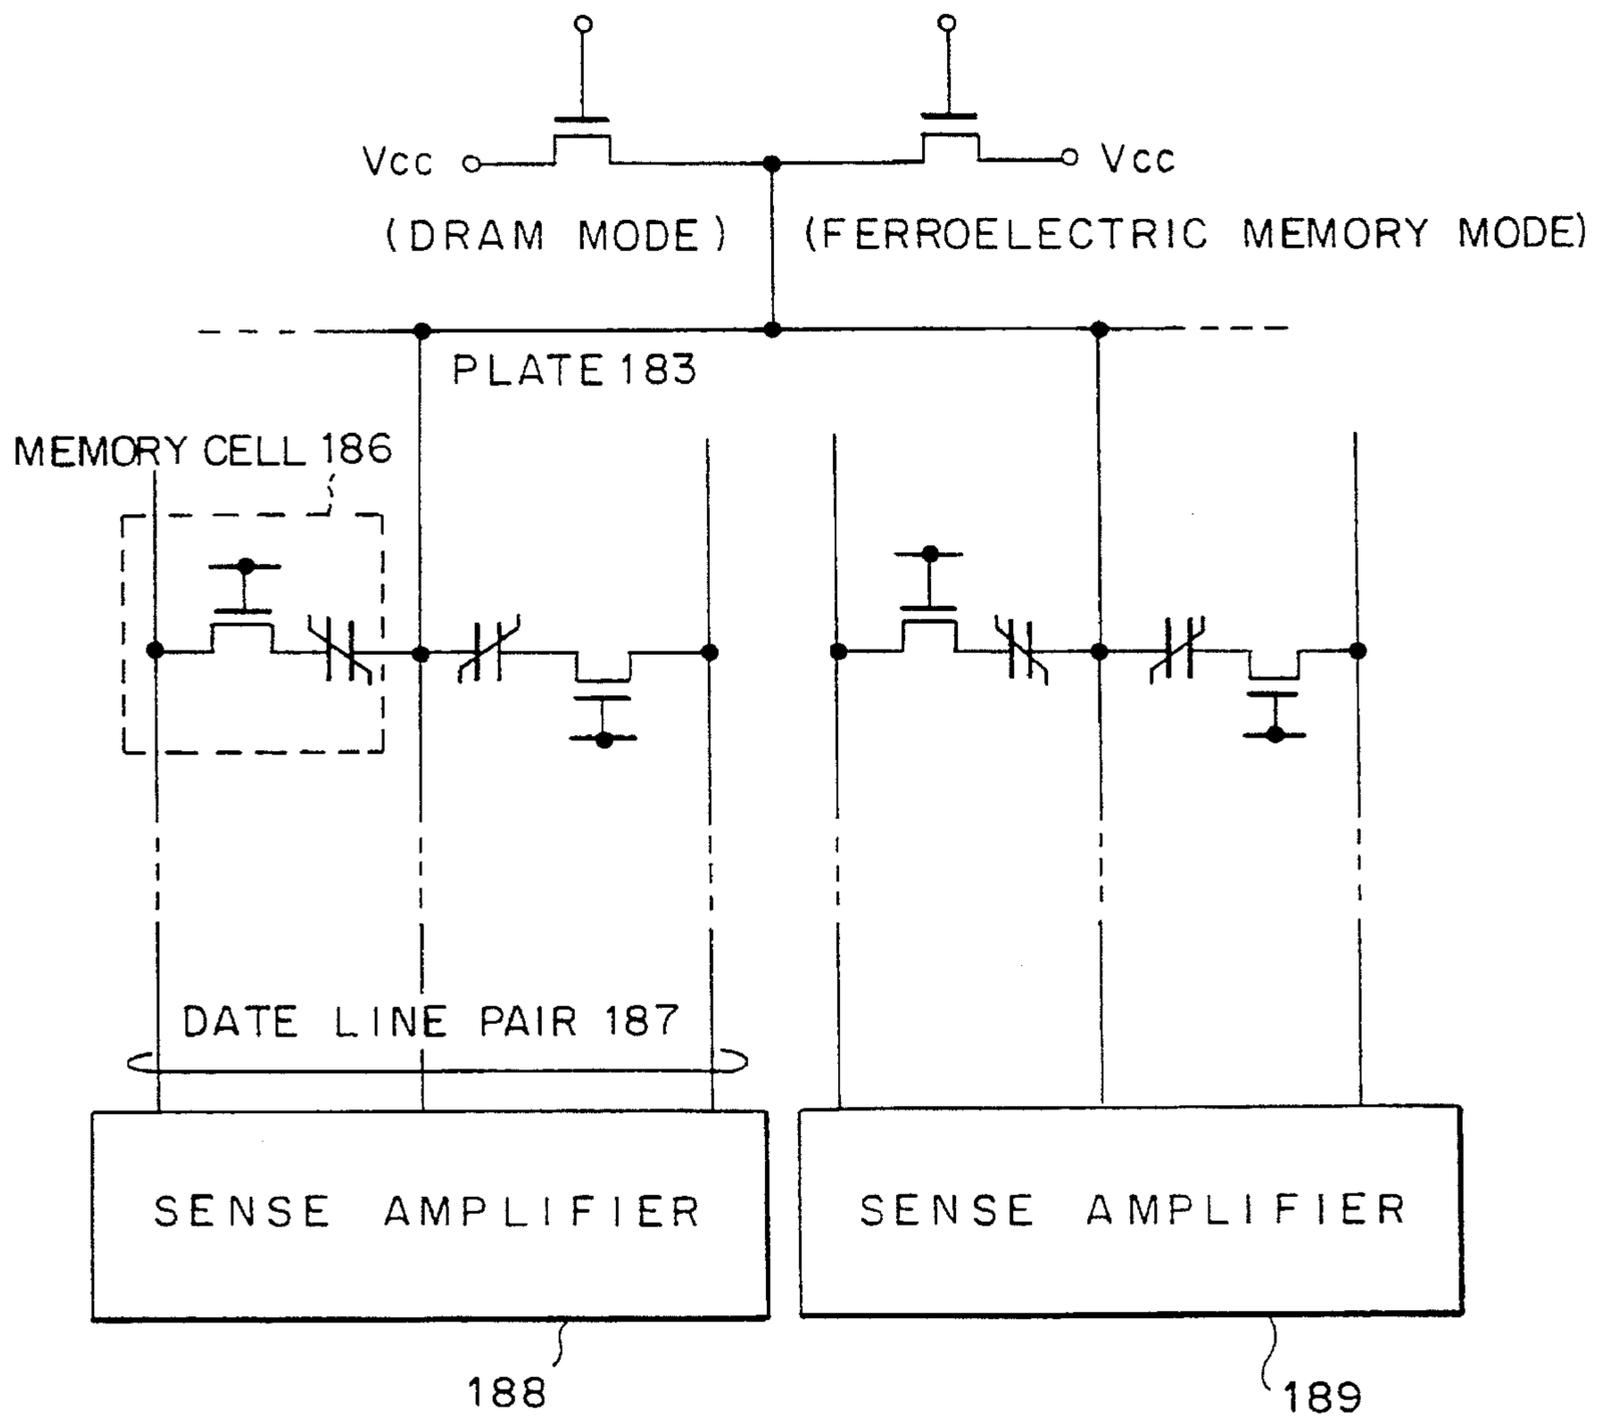 Vcc
Vcc
(DRAM MODE)
(FERROELECTRIC MEMORY MODE)
PLATE 183
MEMORY CELL 186
DATE LINE PAIR 187
SENSE AMPLIFIER
SENSE AMPLIFIER
188
189